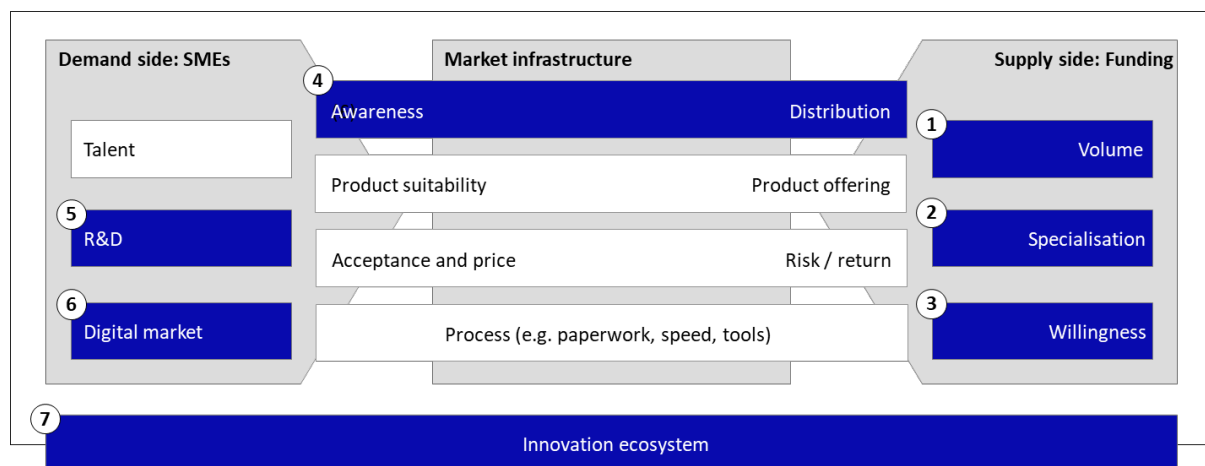 Demand side: SMEs
Market infrastructure
Supply side: Funding
4
Awareness
Distribution
1
Talent
Volume
Product suitability
Product offering
5
R&D
2
Specialisation
Acceptance and price
Risk / return
6
Digital market
Process (e.g. paperwork, speed, tools)
3
Willingness
7
Innovation ecosystem